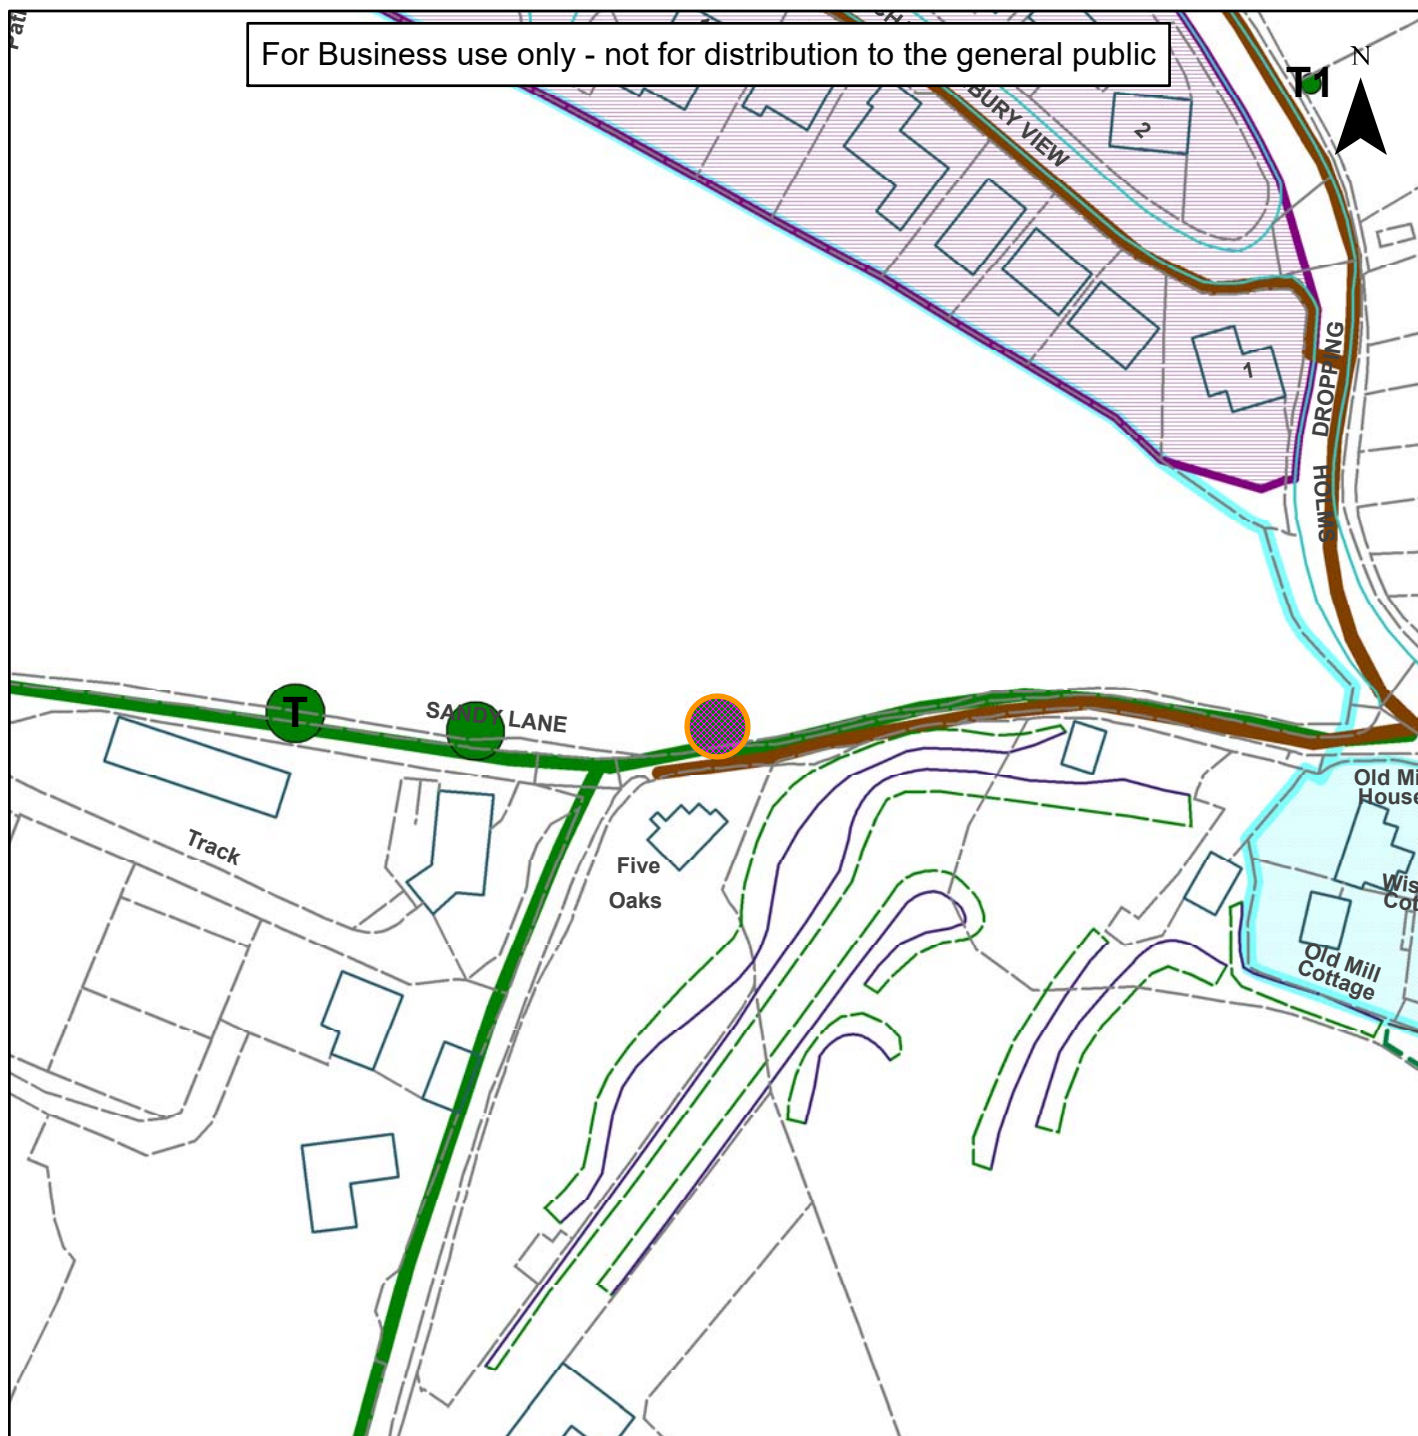 For Business use only - not for distribution to the general public
N
T1
BURY VIEW
2
1
DROPPING
HOLMS
T
SANDY LANE
Track
Five
Oaks
Old Mill
Cottage